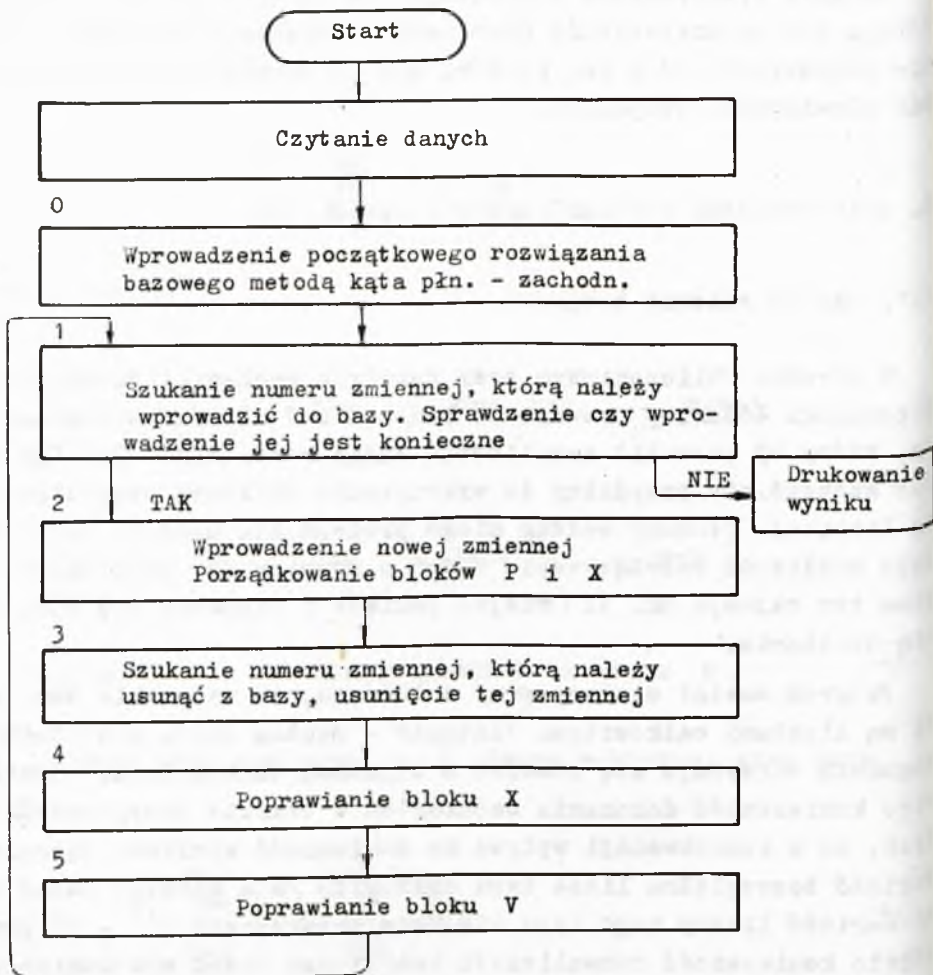 Start
Czytanie danych
0
Wprowadzenie początkowego rozwiązania
bazowego metodą kąta płn. - zachodn.
1
Szukanie numeru zmiennej, którą należy
wprowadzić do bazy. Sprawdzenie czy wpro-
wadzenie jej jest konieczne
NIE
Drukowanie
wyniku
2
TAK
Wprowadzenie nowej zmiennej
Porządkowanie bloków P i X
3
Szukanie numeru zmiennej, którą należy
usunąć z bazy, usunięcie tej zmiennej
4
Poprawianie bloku X
5
Poprawianie bloku V